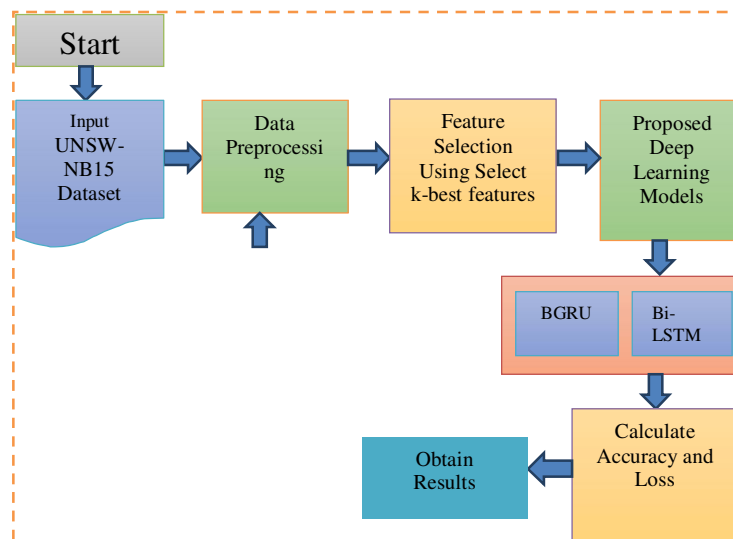 Start
Input
UNSW-
NB15
Dataset
Data
Preprocessi
ng
Feature
Selection
Using Select
k-best features
Proposed
Deep
Learning
Models
BGRU
Bi-
LSTM
Calculate
Accuracy and
Loss
Obtain
Results